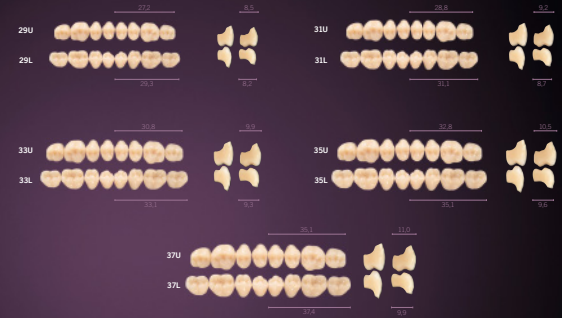 27,2 8,5
29U
29L
29,3 8,2
28,8 9,2
31U
31L
31,1 8,7
30,8 9,9
33U
33L
33,1 9,3
32,8 10,5
35U
35L
35,1 9,6
35,1 11,0
37U
37L
37,4 9,9